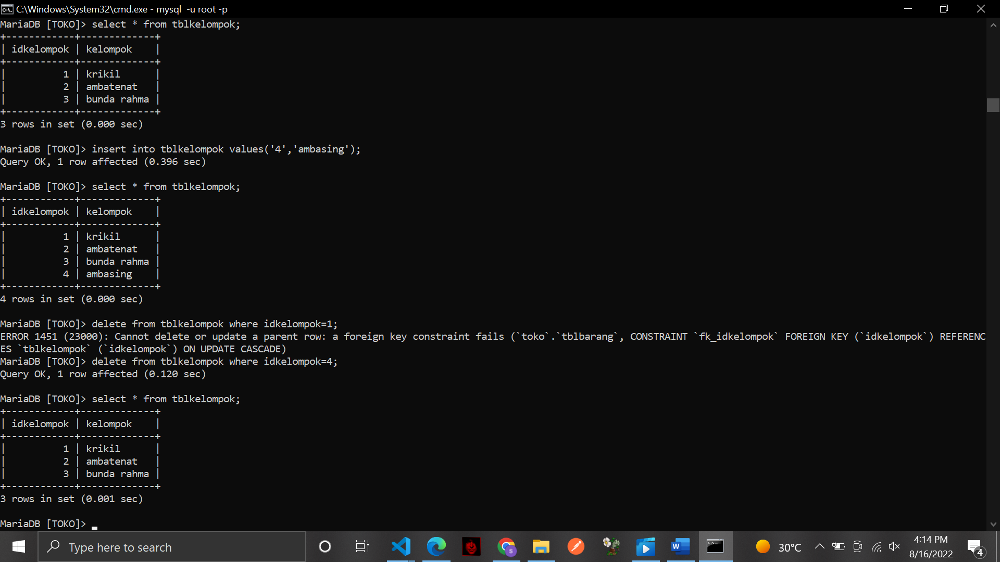 C:\Windows\System32\cmd.exe - mysql  -u root -p
MariaDB [TOKO]> select * from tblkelompok;
+------------+-------------+
| idkelompok | kelompok    |
+------------+-------------+
|          1 | krikil      |
|          2 | ambatenat   |
|          3 | bunda rahma |
+------------+-------------+
3 rows in set (0.000 sec)
MariaDB [TOKO]> insert into tblkelompok values('4','ambasing');
Query OK, 1 row affected (0.396 sec)
MariaDB [TOKO]> select * from tblkelompok;
+------------+-------------+
| idkelompok | kelompok    |
+------------+-------------+
|          1 | krikil      |
|          2 | ambatenat   |
|          3 | bunda rahma |
|          4 | ambasing    |
+------------+-------------+
4 rows in set (0.000 sec)
MariaDB [TOKO]> delete from tblkelompok where idkelompok=1;
ERROR 1451 (23000): Cannot delete or update a parent row: a foreign key constraint fails (`toko`.`tblbarang`, CONSTRAINT `fk_idkelompok` FOREIGN KEY (`idkelompok`) REFERENC
ES `tblkelompok` (`idkelompok`) ON UPDATE CASCADE)
MariaDB [TOKO]> delete from tblkelompok where idkelompok=4;
Query OK, 1 row affected (0.120 sec)
MariaDB [TOKO]> select * from tblkelompok;
+------------+-------------+
| idkelompok | kelompok    |
+------------+-------------+
|          1 | krikil      |
|          2 | ambatenat   |
|          3 | bunda rahma |
+------------+-------------+
3 rows in set (0.001 sec)
MariaDB [TOKO]>
Type here to search
30°C
4:14 PM
8/16/2022
4